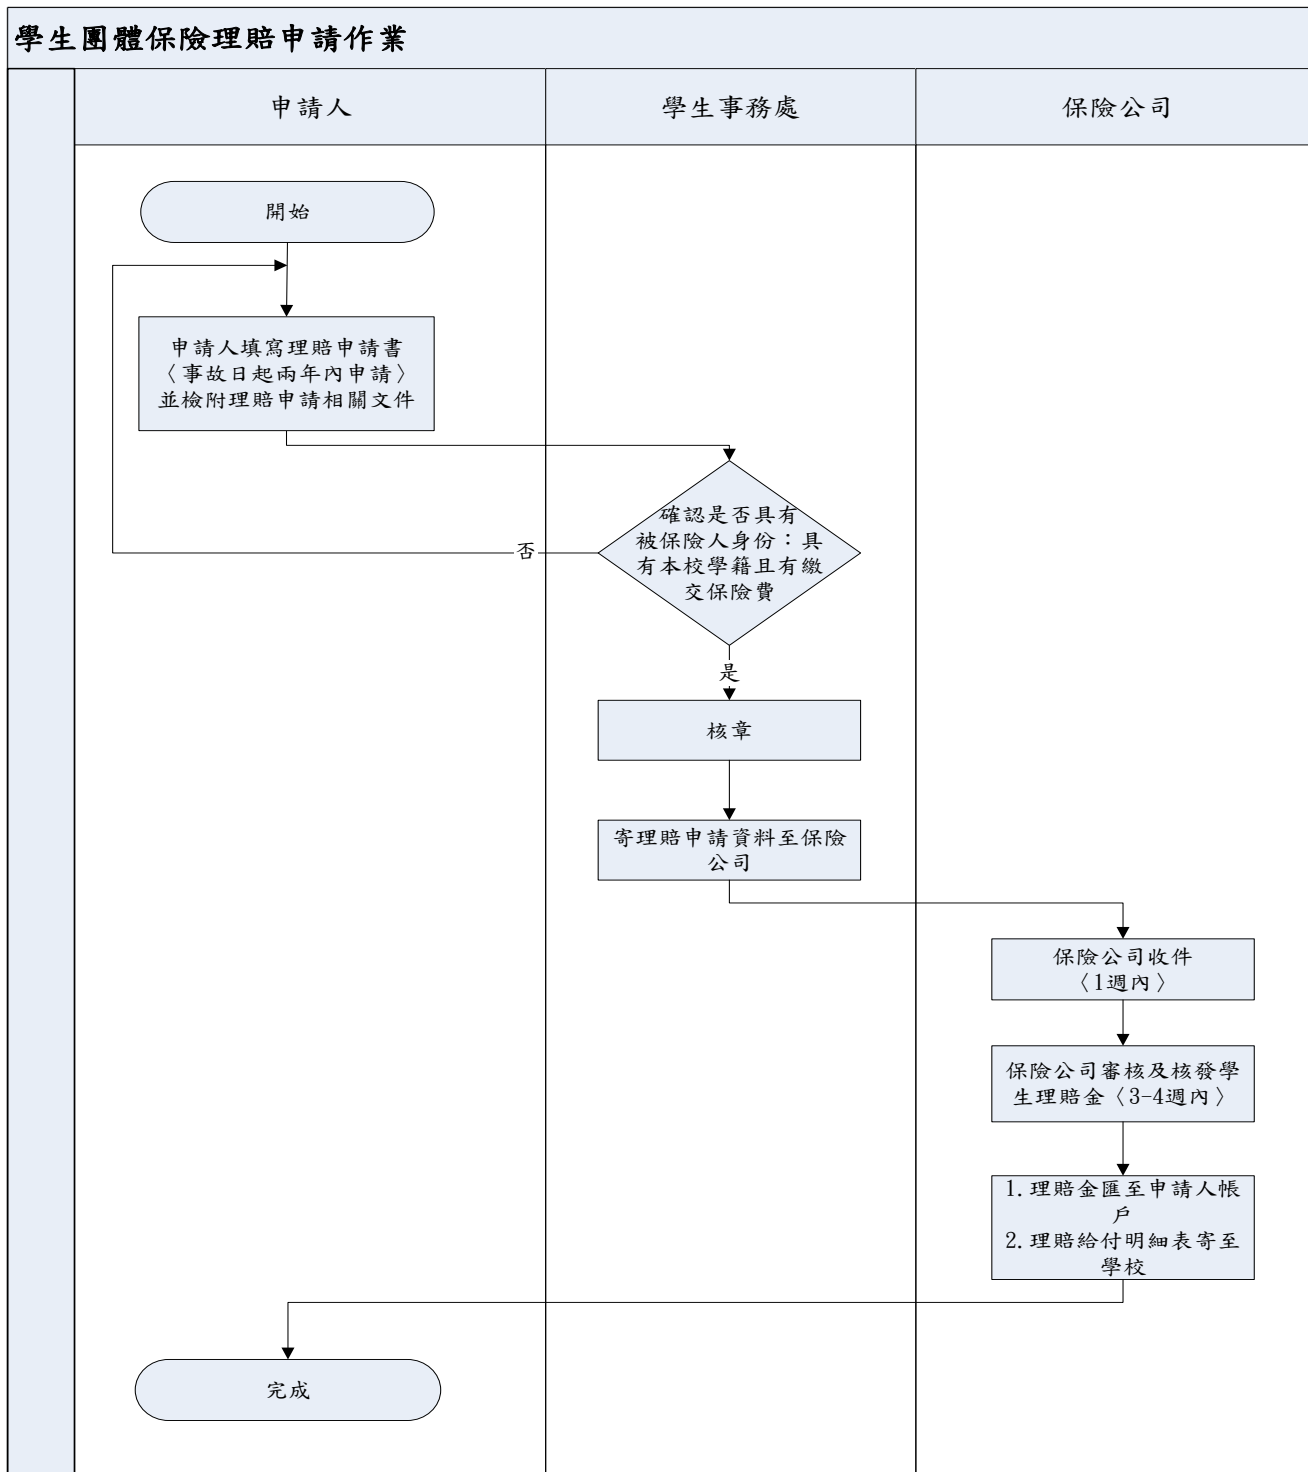 學生團體保險理賠申請作業
申請人
學生事務處
保險公司
開始
申請人填寫理賠申請書
〈事故日起兩年內申請〉
並檢附理賠申請相關文件
確認是否具有
被保險人身份：具
有本校學籍且有繳
交保險費
否
是
核章
寄理賠申請資料至保險
公司
保險公司收件
〈1週內〉
保險公司審核及核發學
生理賠金〈3-4週內〉
1.理賠金匯至申請人帳
戶
2.理賠給付明細表寄至
學校
完成